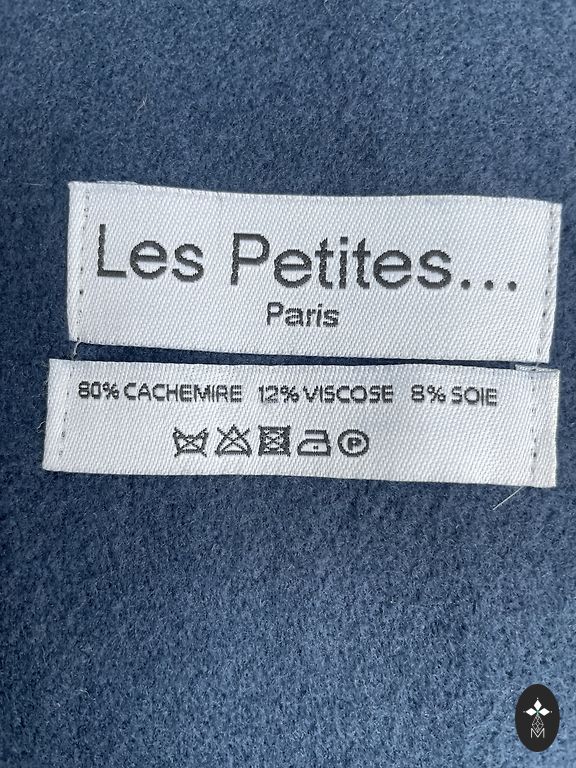 Les Petites...
Paris
80% CACHEMIRE 12% VISCOSE 8% SOIE
P
M